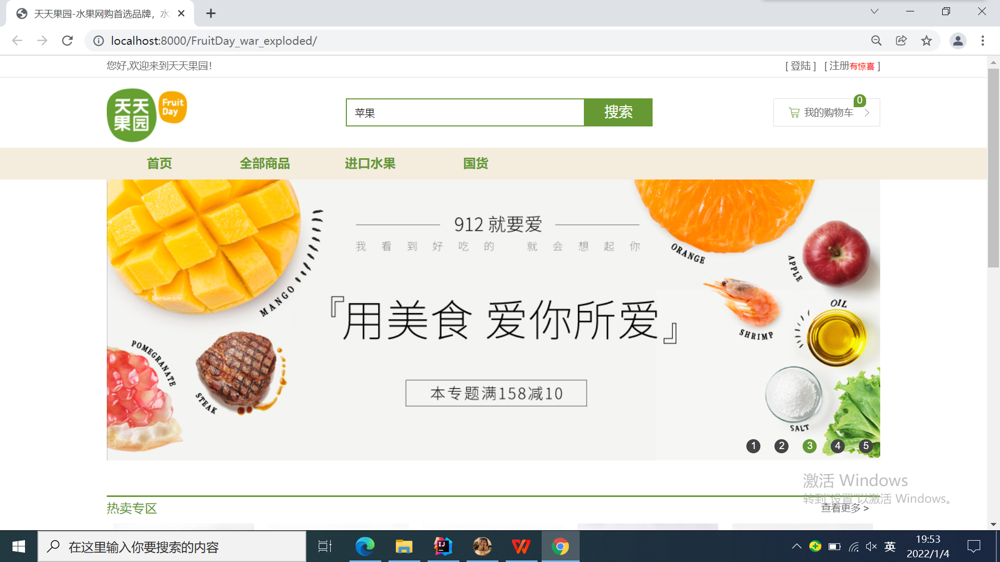 天天果园-水果网购首选品牌，水
localhost:8000/FruitDay_war_exploded/
您好,欢迎来到天天果园!
[ 登陆 ] [ 注册有惊喜 ]
天天果园
Fruit Day
苹果
搜索
我的购物车
0
首页 全部商品 进口水果 国货
912 就要爱
我看到好吃的 就会想起你
『用美食 爱你所爱』
本专题满158减10
MANGO
POMEGRANATE
STEAK
ORANGE
APPLE
SHRIMP
OIL
SALT
1 2 3 4 5
激活 Windows
转到"设置"以激活 Windows。
热卖专区
查看更多 >
在这里输入你要搜索的内容
IJ
英
19:53
2022/1/4